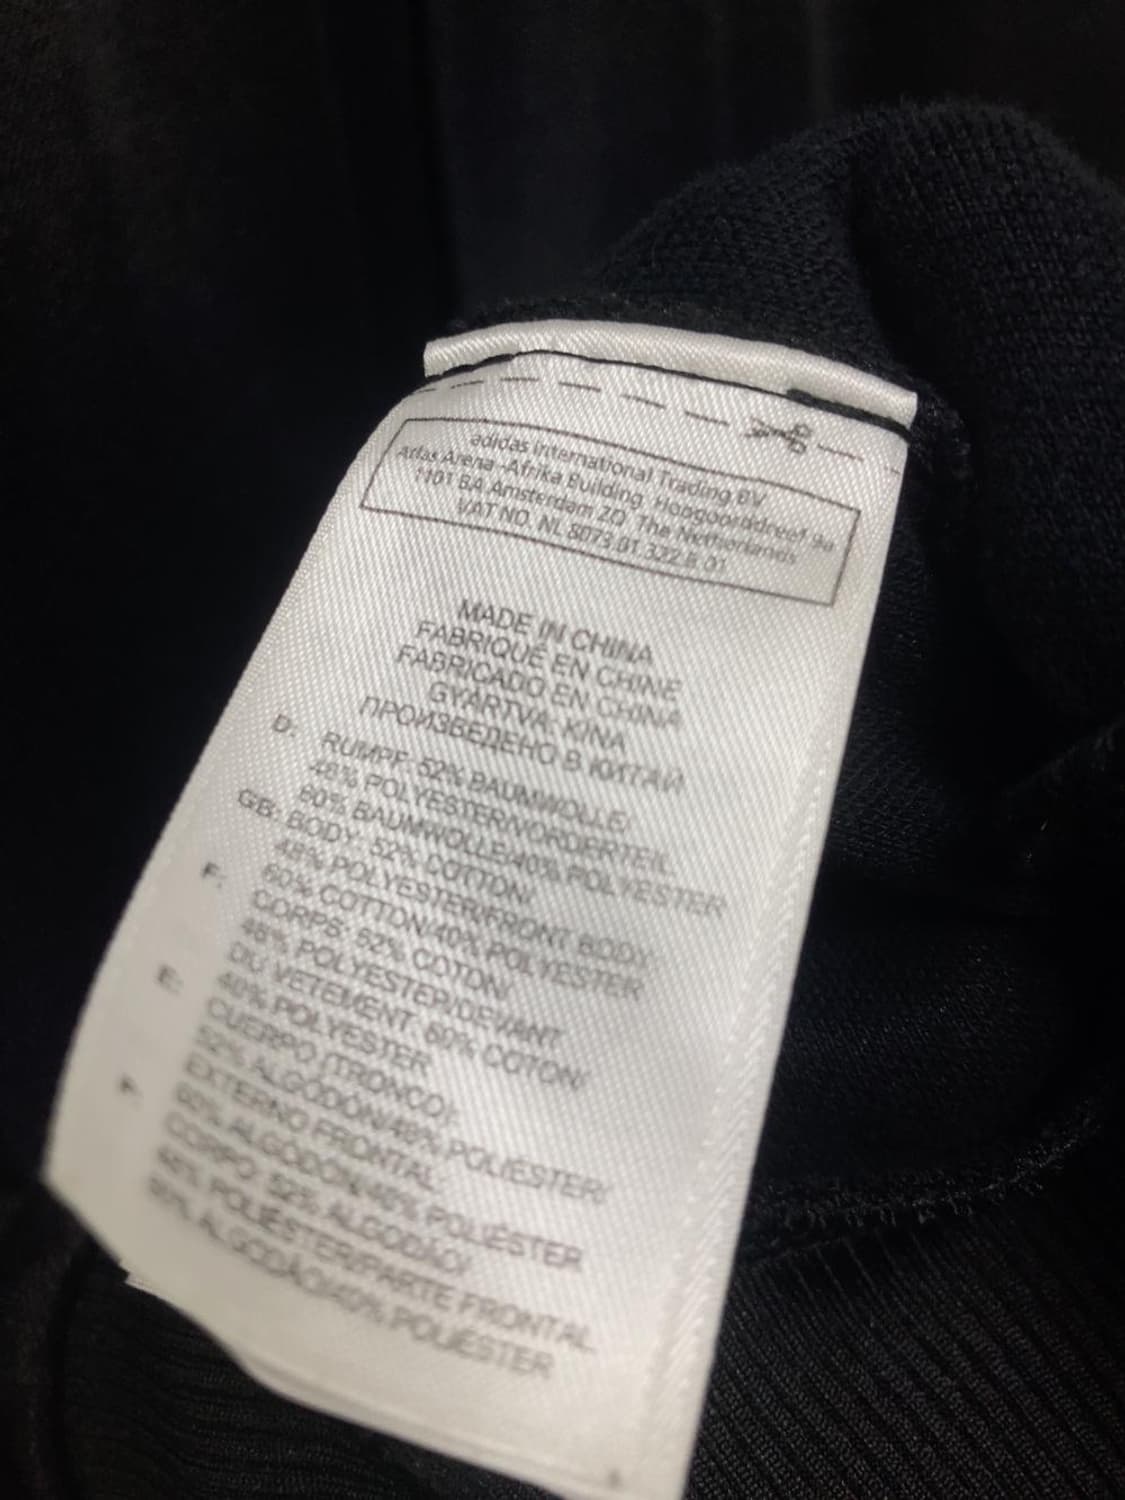 adidas International Trading BV
Atlas Arena -Afrika Building, Hoogoorddreef 9a
1101 BA Amsterdam ZO The Netherlands
VAT NO. NL 8073.01.322.B.01
MADE IN CHINA
FABRIQUÉ EN CHINE
FABRICADO EN CHINA
GYÁRTVA: KINA
ПРОИЗВЕДЕНО В КИТАЙ
D: RUMPF: 52% BAUMWOLLE/
48% POLYESTER/VORDERTEIL
60% BAUMWOLLE/40% POLYESTER
GB: BODY: 52% COTTON/
48% POLYESTER/FRONT BODY:
60% COTTON/40% POLYESTER
F: CORPS: 52% COTON/
48% POLYESTER/DEVANT
DU VETEMENT 60% COTON/
40% POLYESTER
E: CUERPO (TRONCO):
52% ALGODÓN/48% POLIÉSTER/
EXTERNO FRONTAL
60% ALGODÓN/40% POLIÉSTER
P: CORPO: 52% ALGODÃO/
48% POLIÉSTER/PARTE FRONTAL
60% ALGODÃO/40% POLIÉSTER